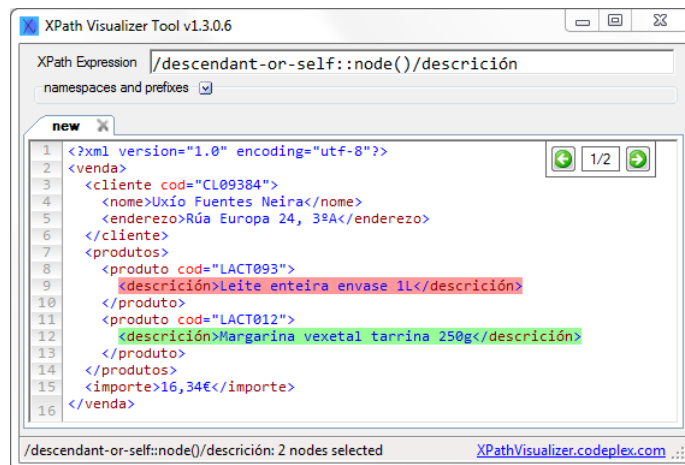 XPath Visualizer Tool v1.3.0.6
XPath Expression /descendant-or-self::node()/descrición
namespaces and prefixes
new
1/2
1 <?xml version="1.0" encoding="utf-8"?>
2 <venda>
3 <cliente cod="CL09384">
4 <nome>Uxío Fuentes Neira</nome>
5 <enderezo>Rúa Europa 24, 3ºA</enderezo>
6 </cliente>
7 <produtos>
8 <produto cod="LACT093">
9 <descrición>Leite enteira envase 1L</descrición>
10 </produto>
11 <produto cod="LACT012">
12 <descrición>Margarina vexetal tarrina 250g</descrición>
13 </produto>
14 </produtos>
15 <importe>16,34€</importe>
16 </venda>
/descendant-or-self::node()/descrición: 2 nodes selected XPathVisualizer.codeplex.com